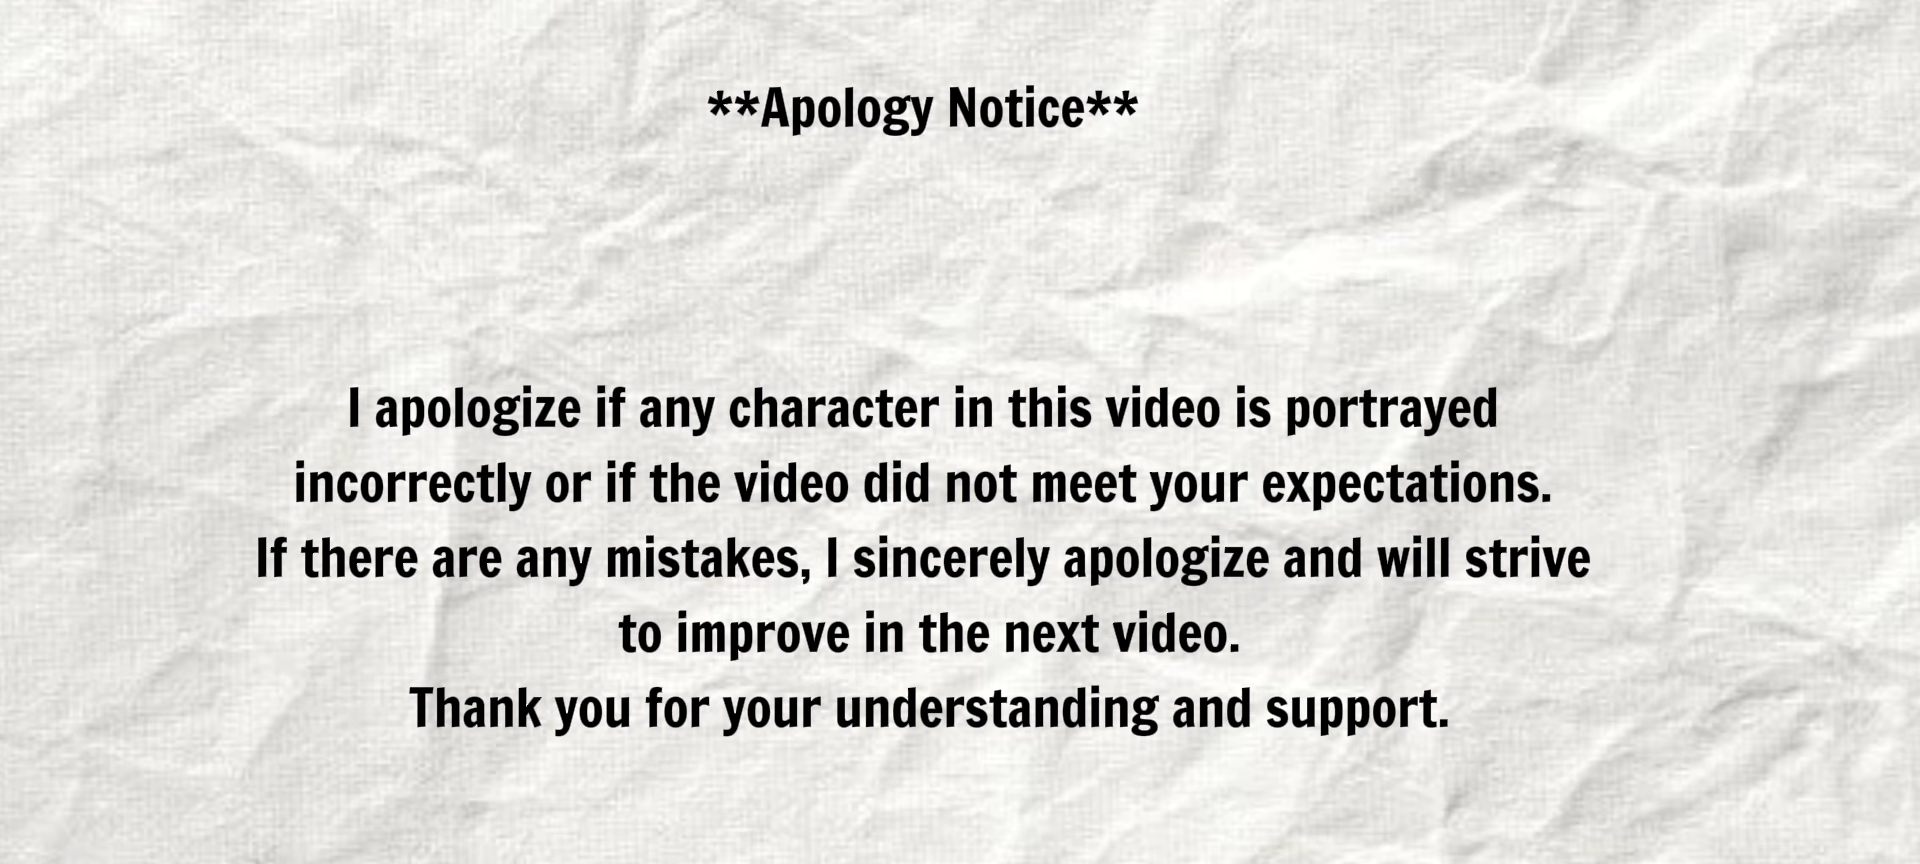 **Apology Notice**
I apologize if any character in this video is portrayed
incorrectly or if the video did not meet your expectations.
If there are any mistakes, I sincerely apologize and will strive
to improve in the next video.
Thank you for your understanding and support.